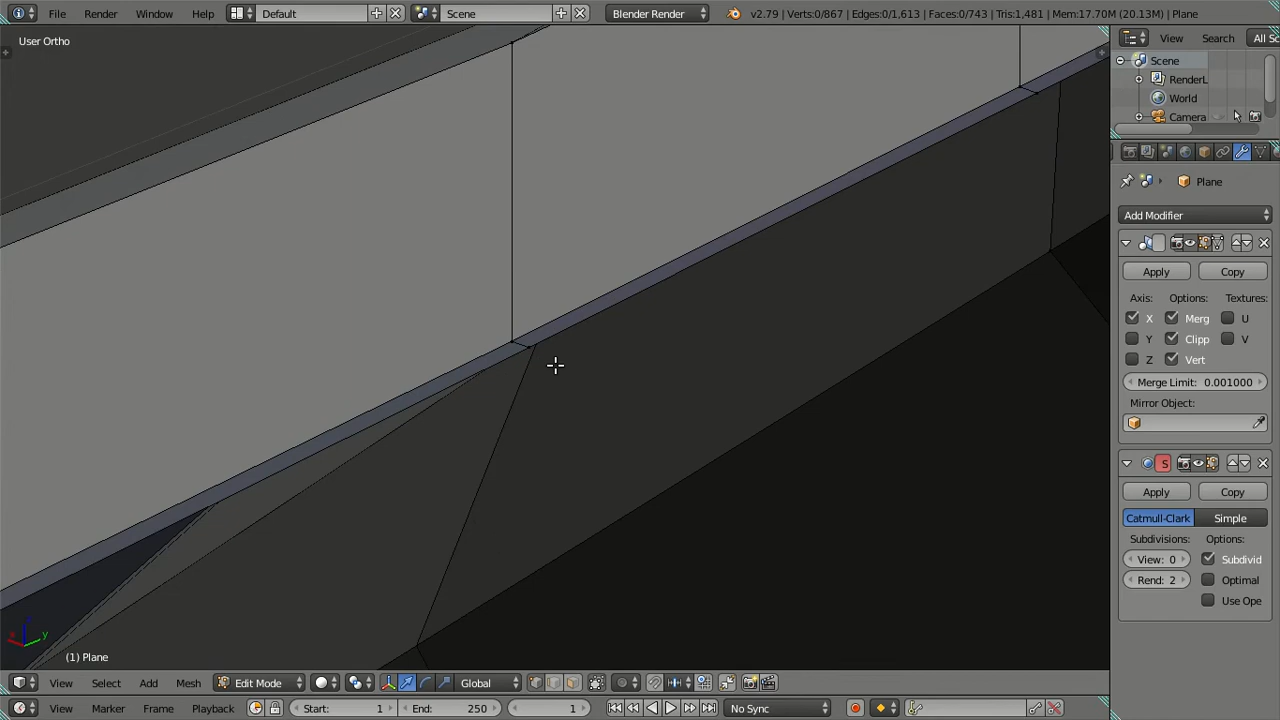 File Render Window Help Default Scene Blender Render v2.79 | Verts:0/867 | Edges:0/1,613 | Faces:0/743 | Tris:1,481 | Mem:17.70M (20.13M) | Plane
User Ortho
View Search All Sc
Scene
RenderL
World
Camera
Plane
Add Modifier
Apply Copy
Axis: Options: Textures:
X Merg U
Y Clipp V
Z Vert
Merge Limit: 0.001000
Mirror Object:
S
Apply Copy
Catmull-Clark Simple
Subdivisions: Options:
View: 0 Subdivid
Rend: 2 Optimal
Use Ope
z
x y
(1) Plane
View Select Add Mesh Edit Mode Global
View Marker Frame Playback Start: 1 End: 250 1 No Sync